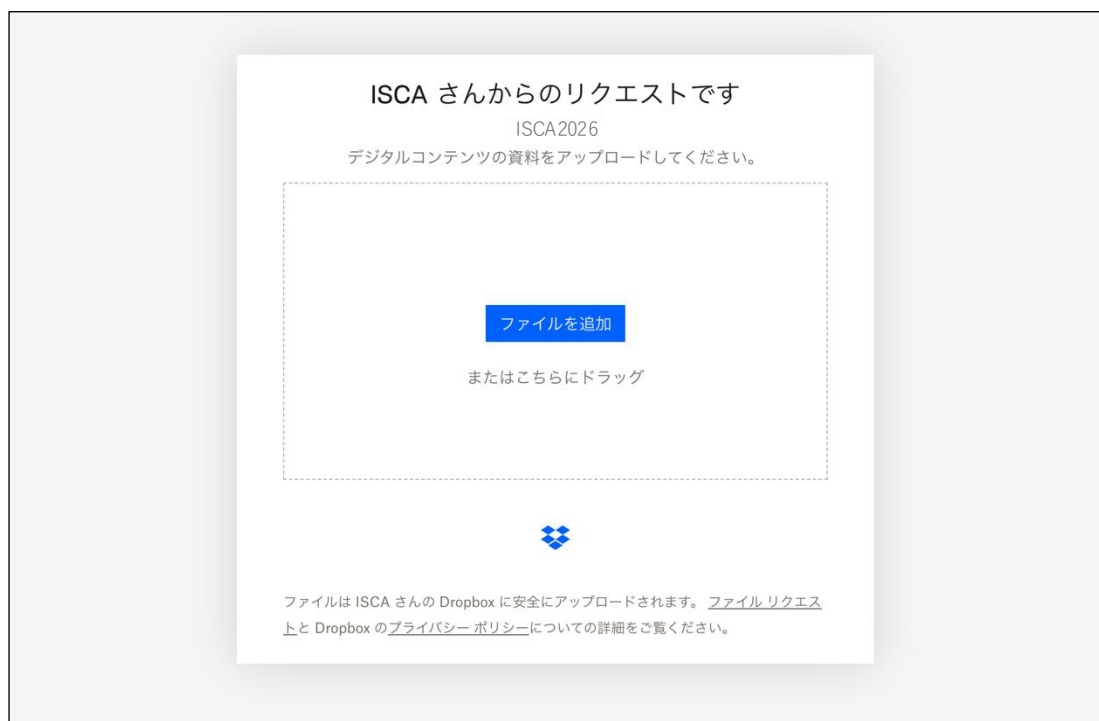 ISCA さんからのリクエストです
ISCA2026
デジタルコンテンツの資料をアップロードしてください。
ファイルを追加
またはこちらにドラッグ
ファイルは ISCA さんの Dropbox に安全にアップロードされます。 ファイル リクエス
トと Dropbox のプライバシー ポリシーについての詳細をご覧ください。